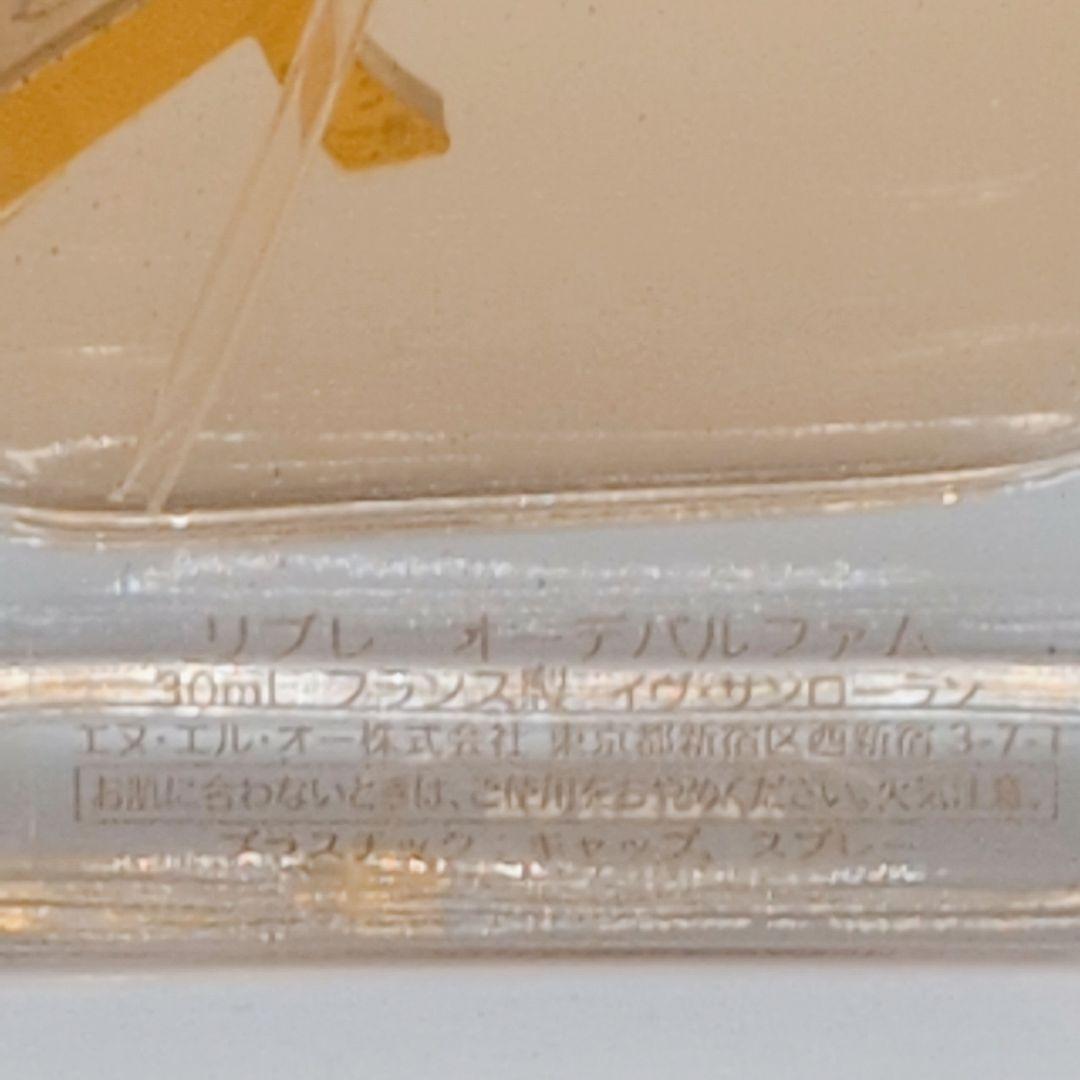 リブレ　オーデパルファム
30mL フランス製 イヴ・サンローラン
エヌ・エル・オー株式会社 東京都新宿区西新宿 3-7-1
お肌に合わないときは、ご使用をおやめください。火気注意。
プラスチック：キャップ、スプレー